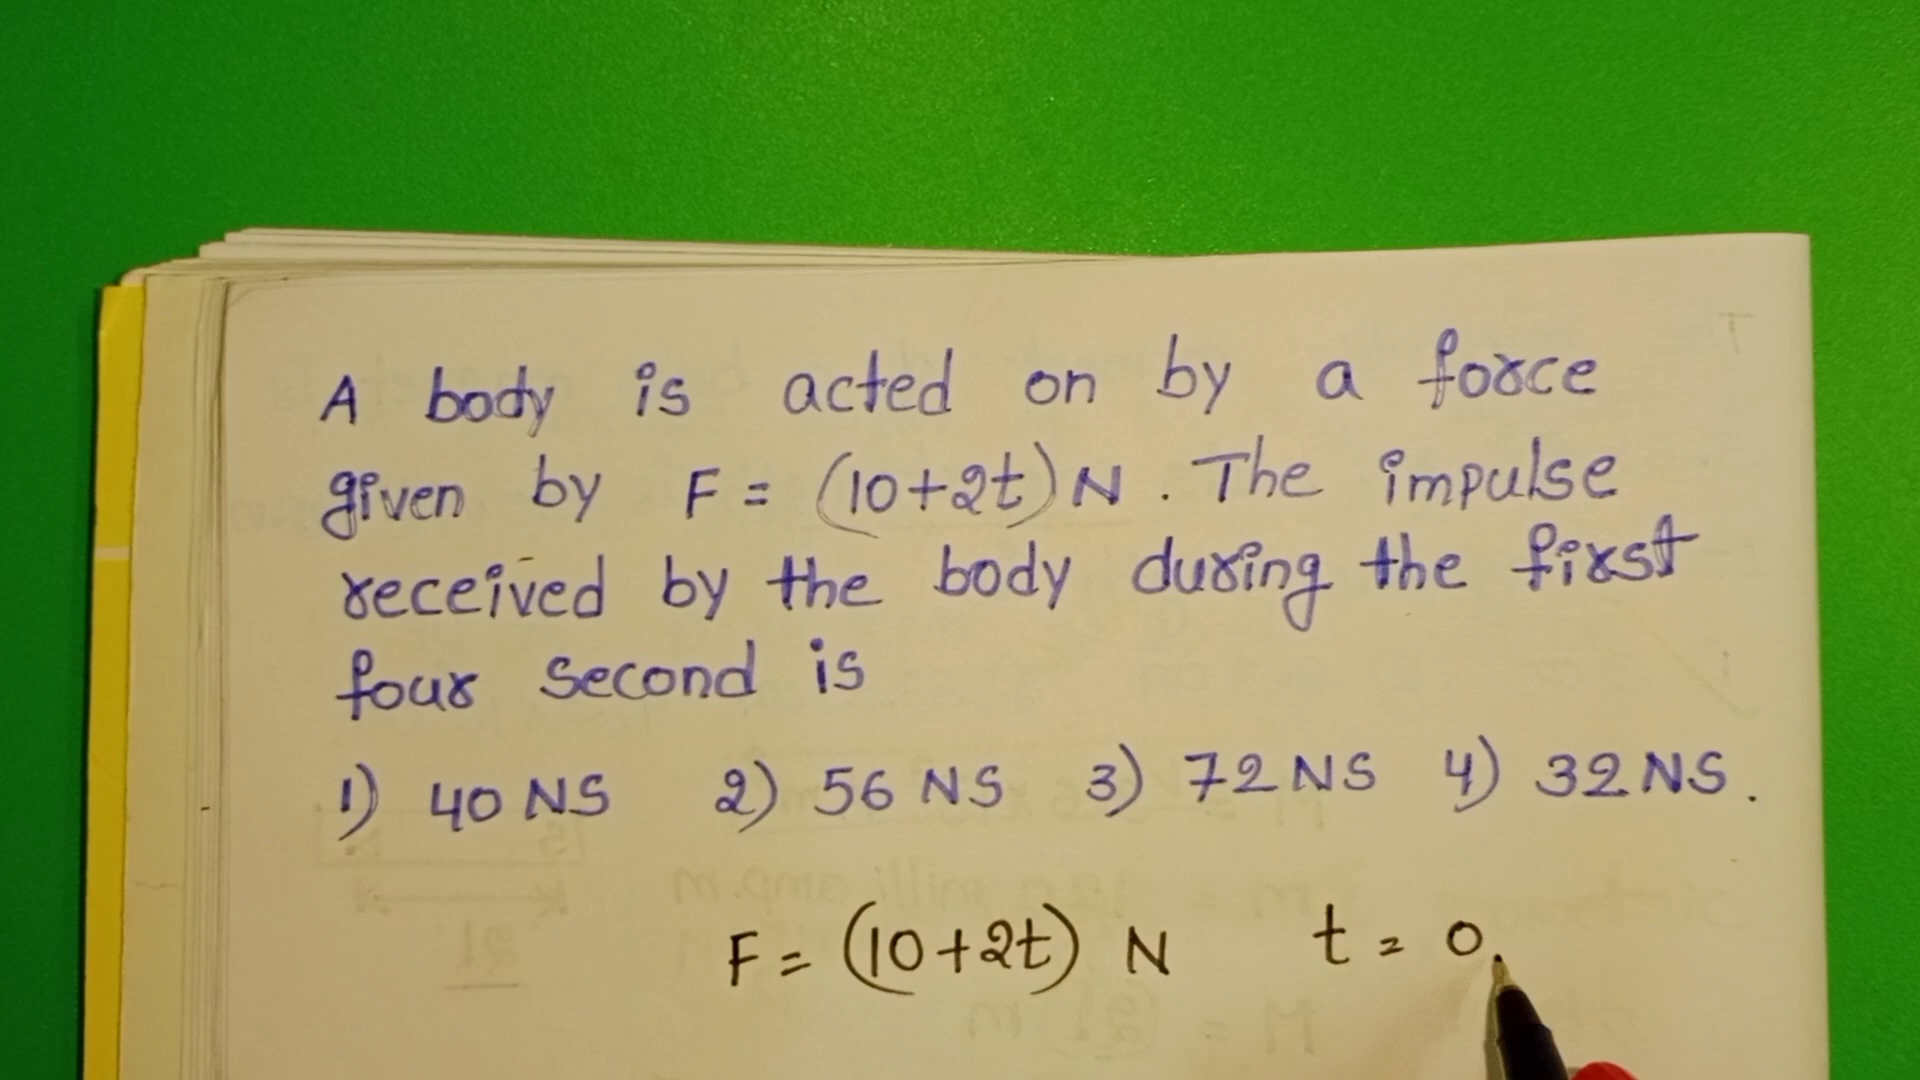 A body is acted on by a force
given by F = (10+2t) N. The impulse
received by the body during the first
four second is
1) 40 NS 2) 56 NS 3) 72 NS 4) 32 NS.
F = (10+2t) N t = 0,